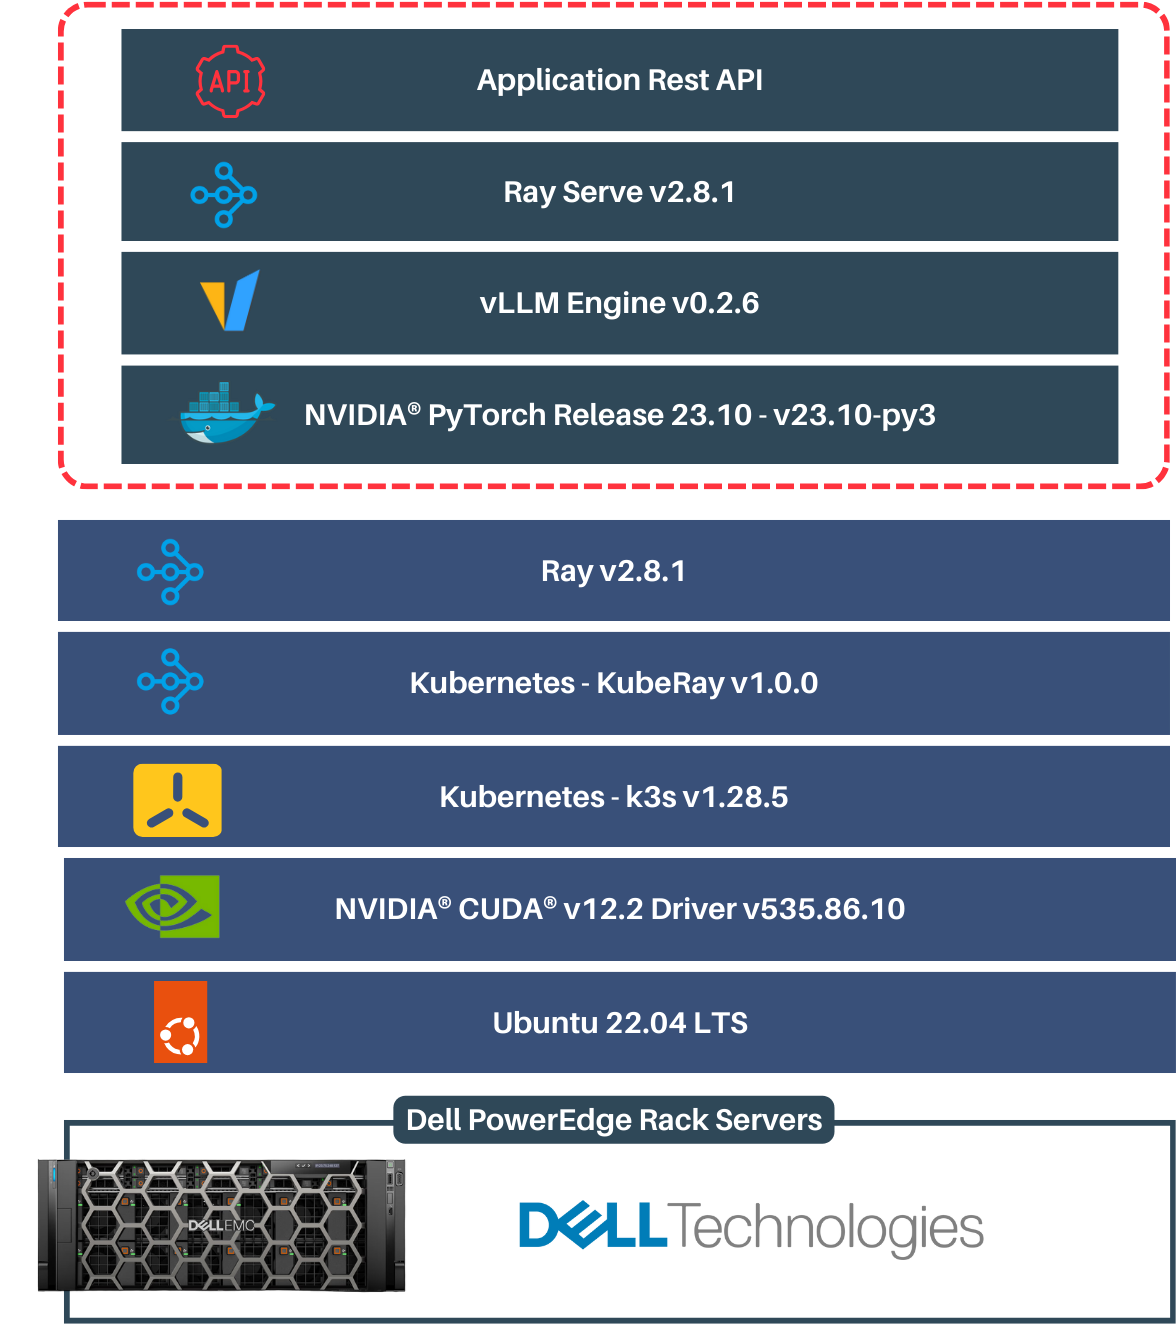 API
Application Rest API
Ray Serve v2.8.1
vLLM Engine v0.2.6
NVIDIA® PyTorch Release 23.10 - v23.10-py3
Ray v2.8.1
Kubernetes - KubeRay v1.0.0
Kubernetes - k3s v1.28.5
NVIDIA® CUDA® v12.2 Driver v535.86.10
Ubuntu 22.04 LTS
Dell PowerEdge Rack Servers
DELLEMC
DELLTechnologies